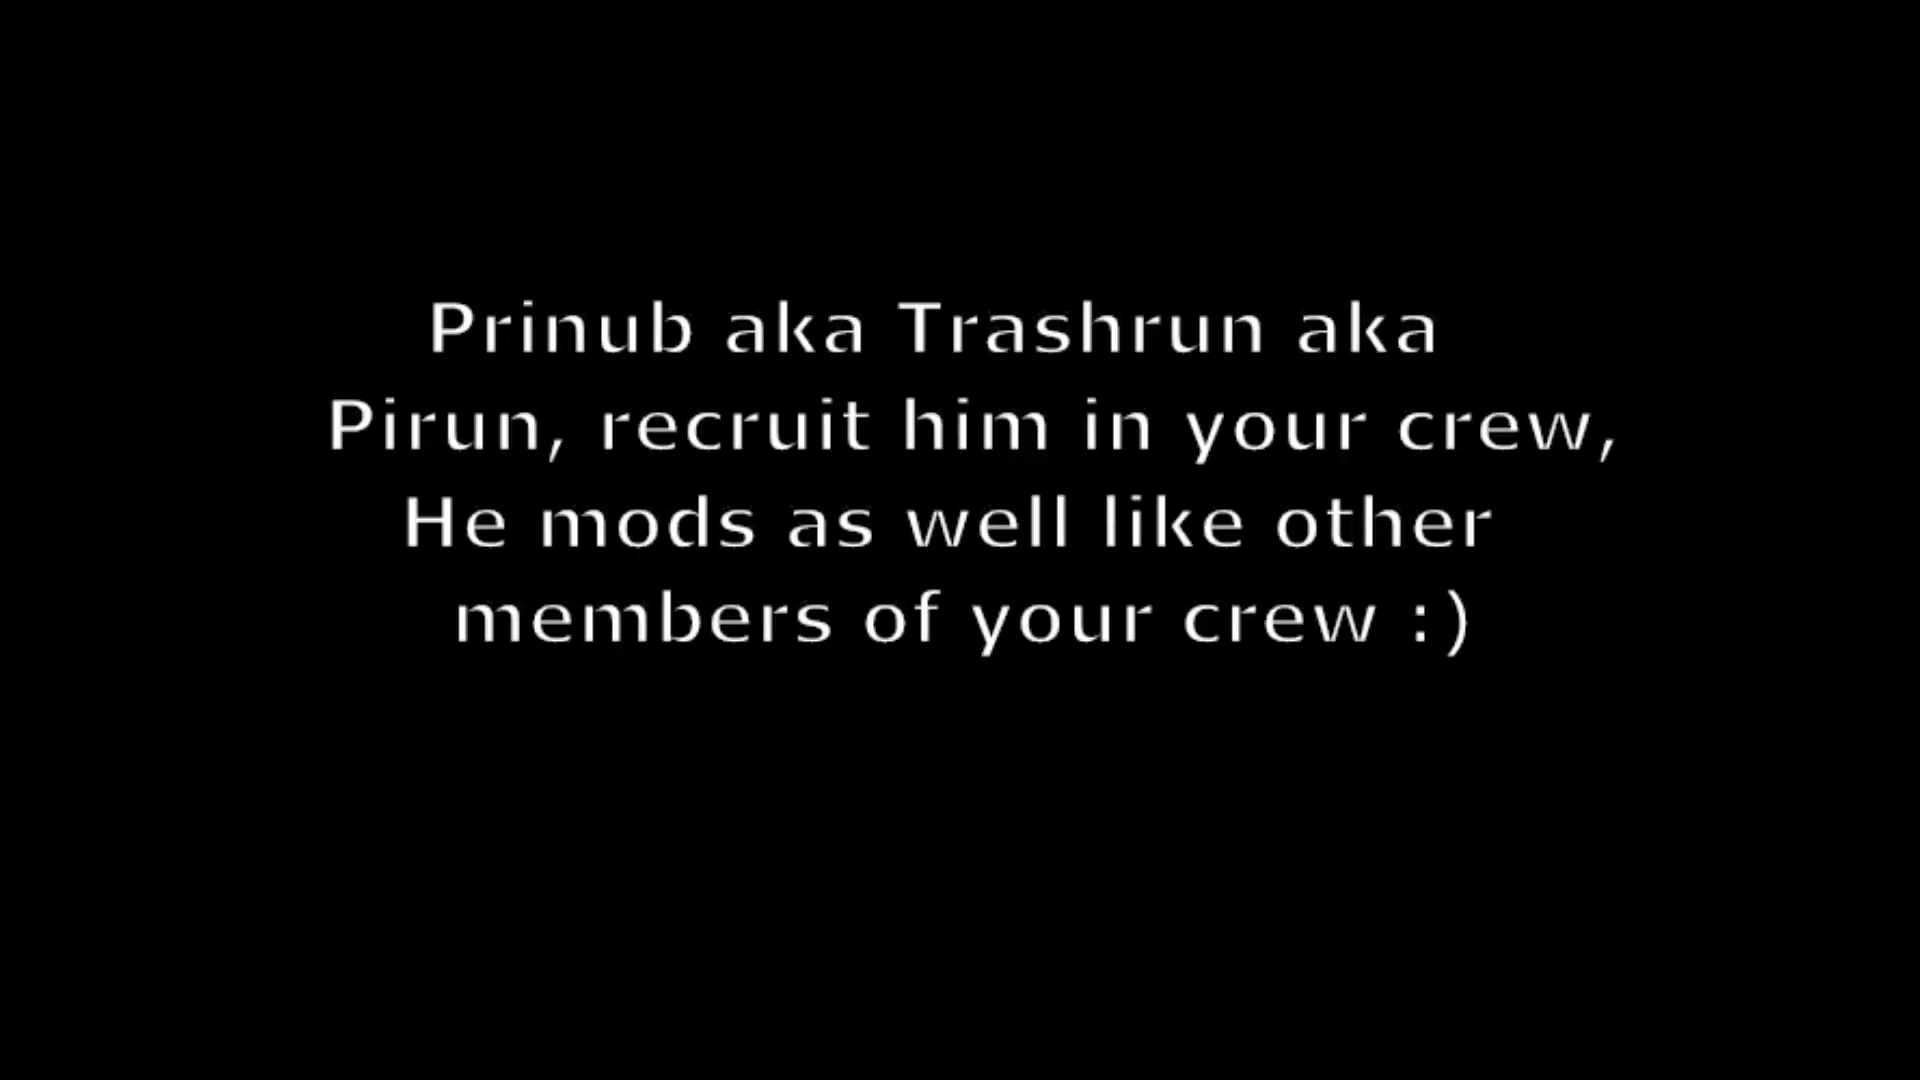 Prinub aka Trashrun aka
Pirun, recruit him in your crew,
He mods as well like other
members of your crew :)